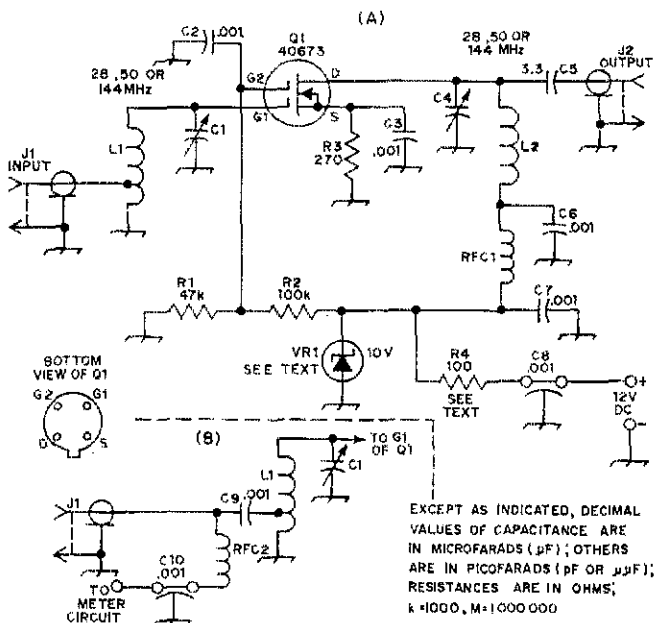 (A)
C2
.001
Q1
40673
G2
G1
D
S
28,50 OR
144MHz
28,50 OR
144 MHz
J2
OUTPUT
3.3
C5
C1
C4
C3
.001
R3
270
L1
L2
J1
INPUT
C6
.001
RFC1
R1
47k
R2
100k
C7
.001
VR1
SEE TEXT
10V
R4
100
SEE
TEXT
C8
.001
12V
DC
+
-
BOTTOM
VIEW OF Q1
G2
G1
D
S
(B)
TO G1
OF Q1
L1
C1
J1
C9
.001
RFC2
C10
.001
TO
METER
CIRCUIT
EXCEPT AS INDICATED, DECIMAL
VALUES OF CAPACITANCE ARE
IN MICROFARADS (µF); OTHERS
ARE IN PICOFARADS (pF OR µµF);
RESISTANCES ARE IN OHMS;
k=1000, M=1000 000